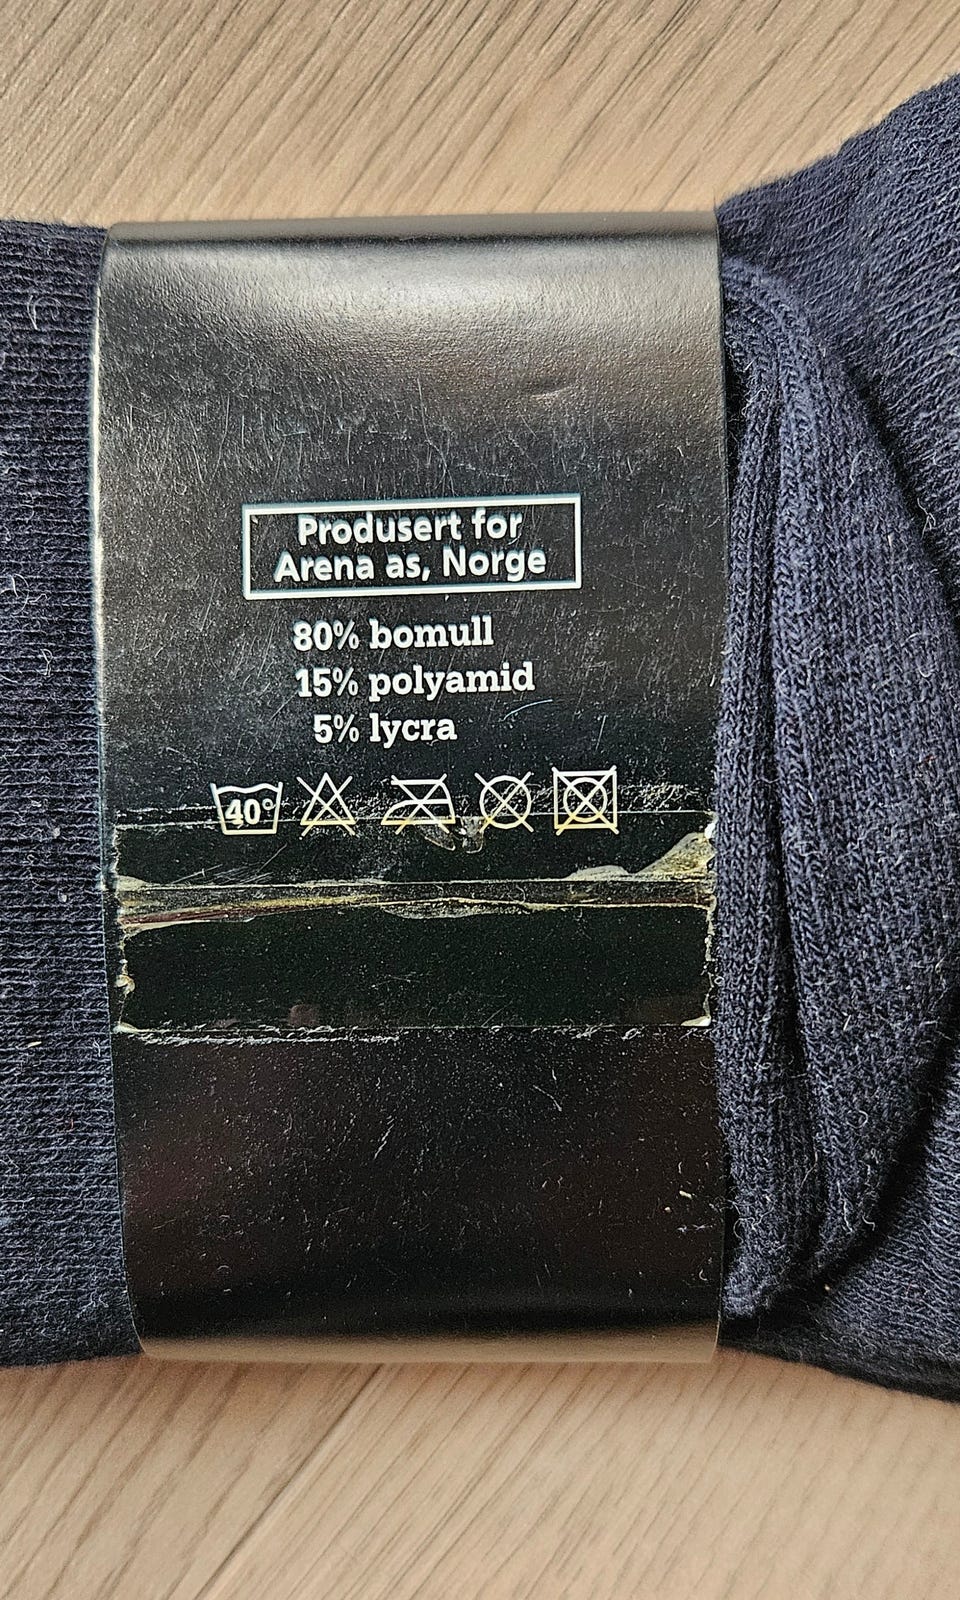 Produsert for
Arena as, Norge
80% bomull
15% polyamid
5% lycra
40°